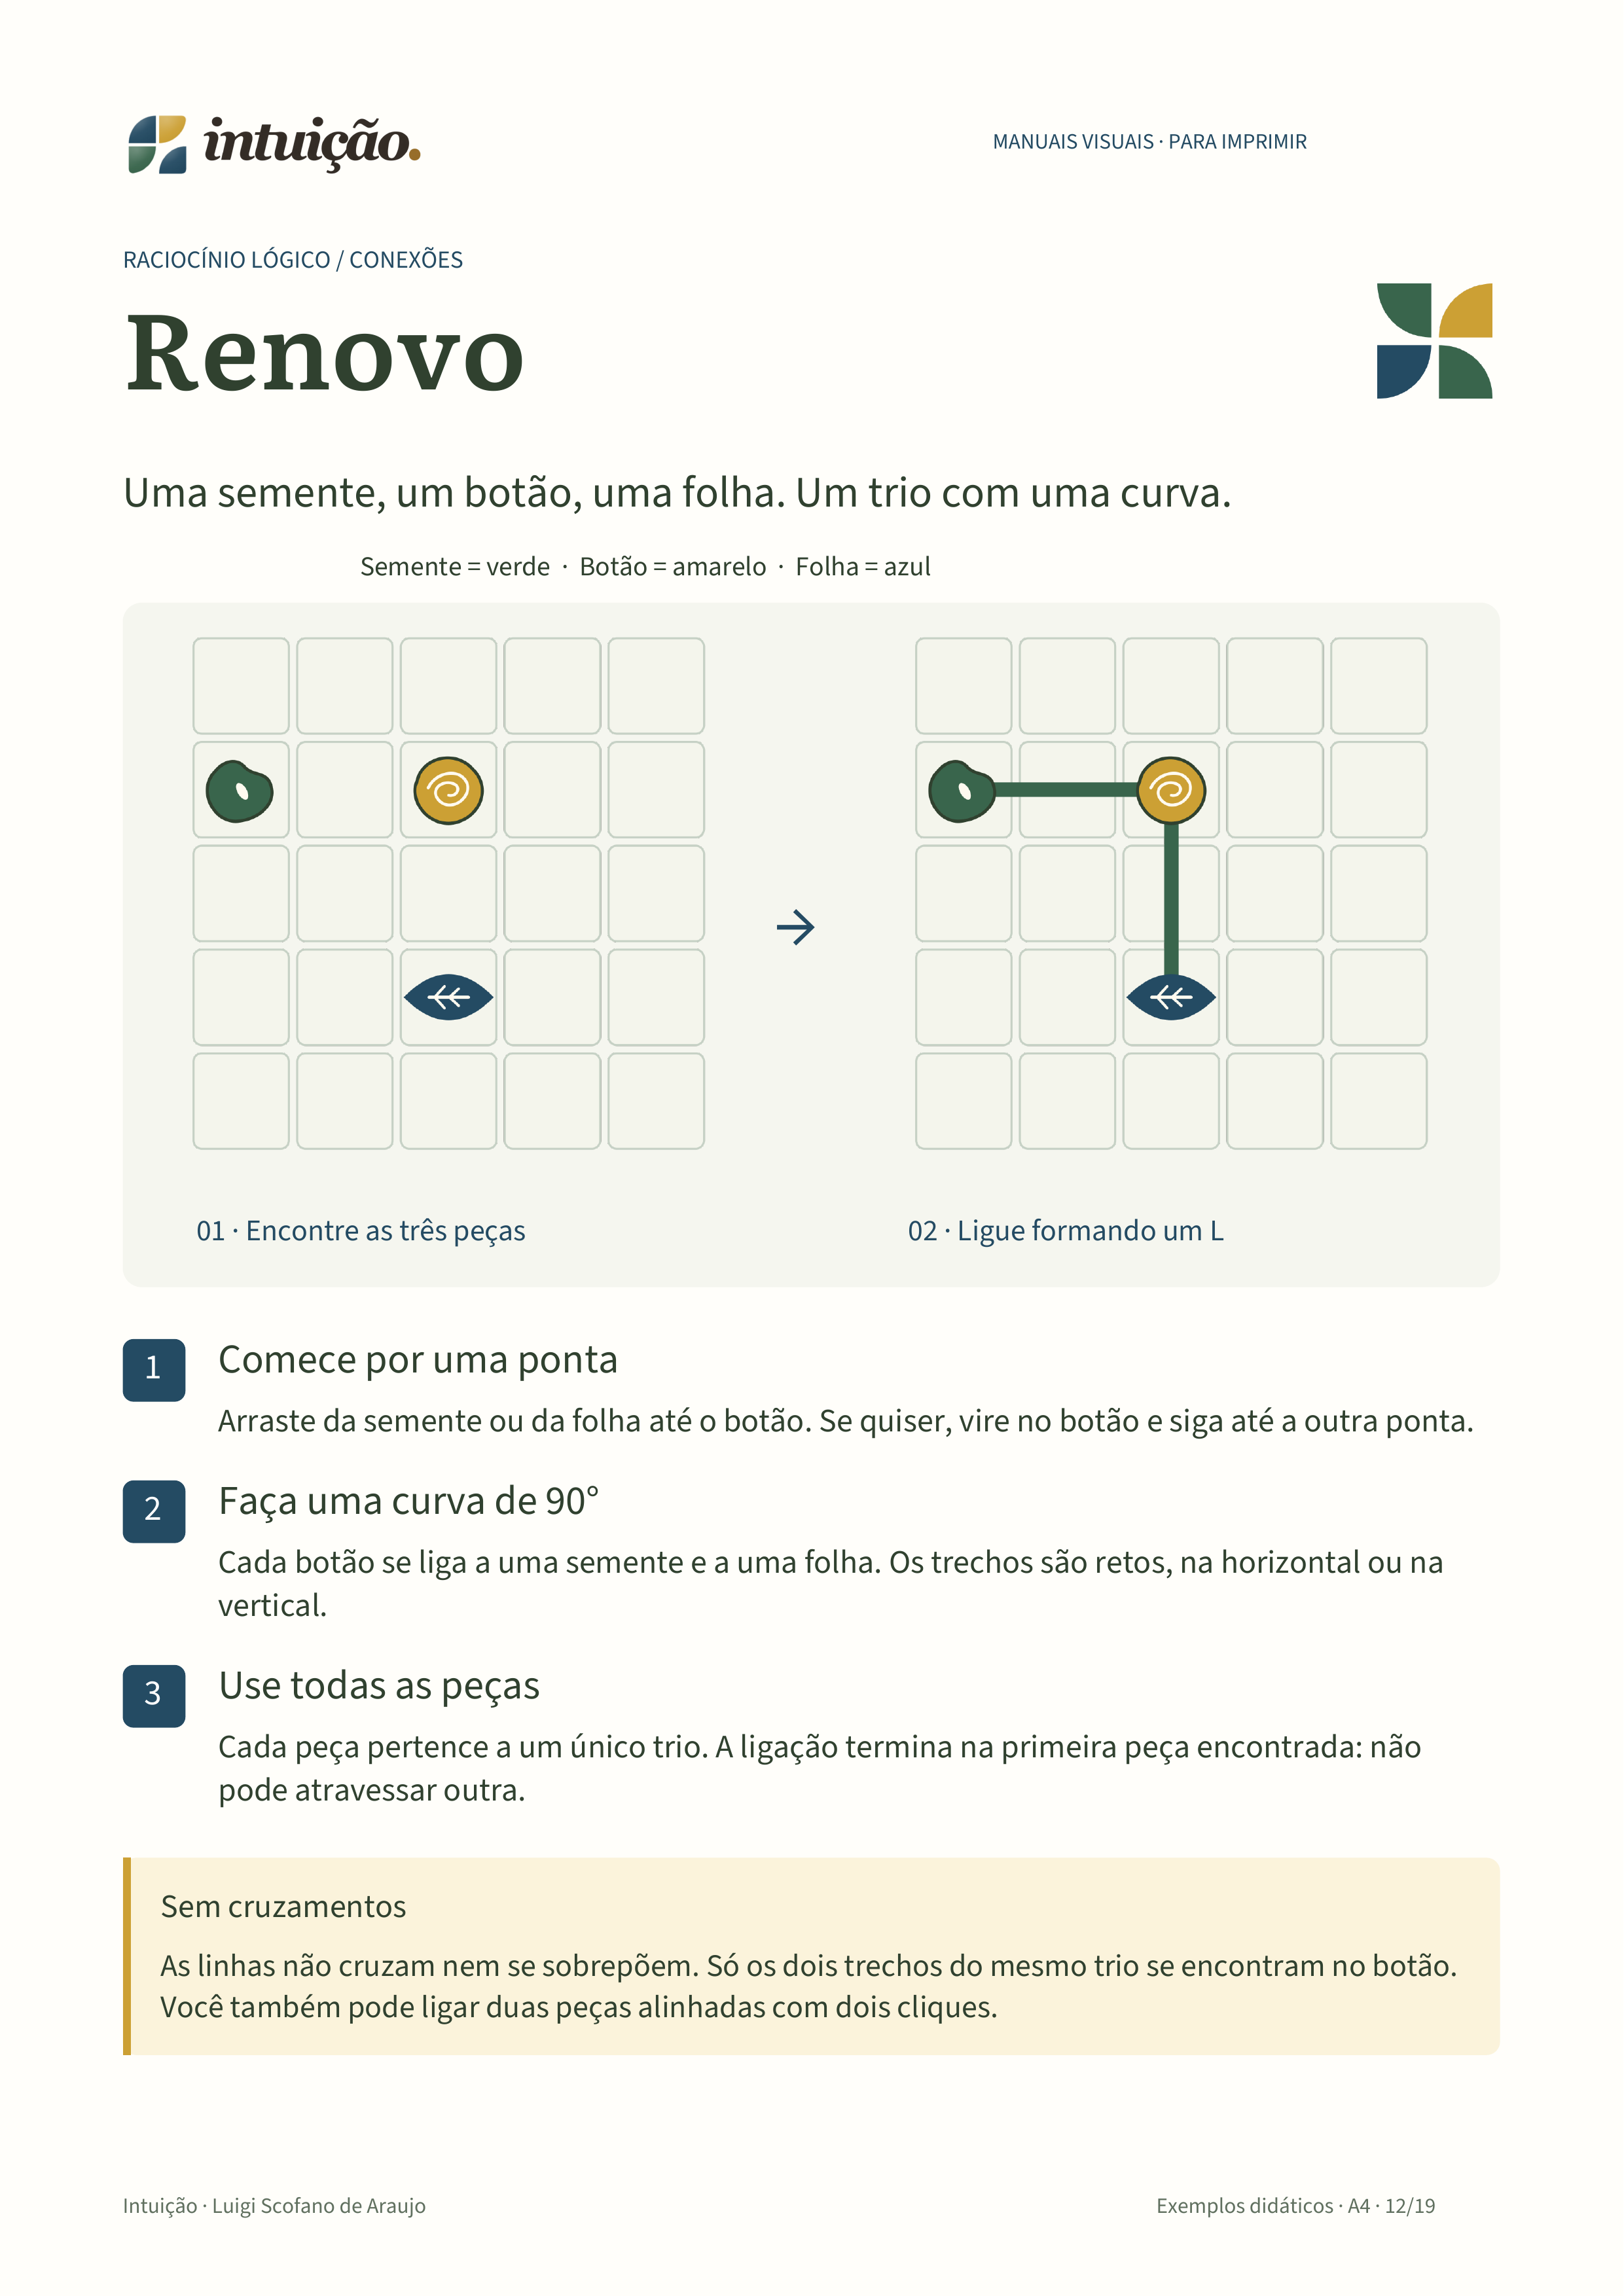 intuição.
MANUAIS VISUAIS · PARA IMPRIMIR
RACIOCÍNIO LÓGICO / CONEXÕES
Renovo
Uma semente, um botão, uma folha. Um trio com uma curva.
Semente = verde · Botão = amarelo · Folha = azul
01 · Encontre as três peças
02 · Ligue formando um L
1
Comece por uma ponta
Arraste da semente ou da folha até o botão. Se quiser, vire no botão e siga até a outra ponta.
2
Faça uma curva de 90°
Cada botão se liga a uma semente e a uma folha. Os trechos são retos, na horizontal ou na
vertical.
3
Use todas as peças
Cada peça pertence a um único trio. A ligação termina na primeira peça encontrada: não
pode atravessar outra.
Sem cruzamentos
As linhas não cruzam nem se sobrepõem. Só os dois trechos do mesmo trio se encontram no botão.
Você também pode ligar duas peças alinhadas com dois cliques.
Intuição · Luigi Scofano de Araujo
Exemplos didáticos · A4 · 12/19